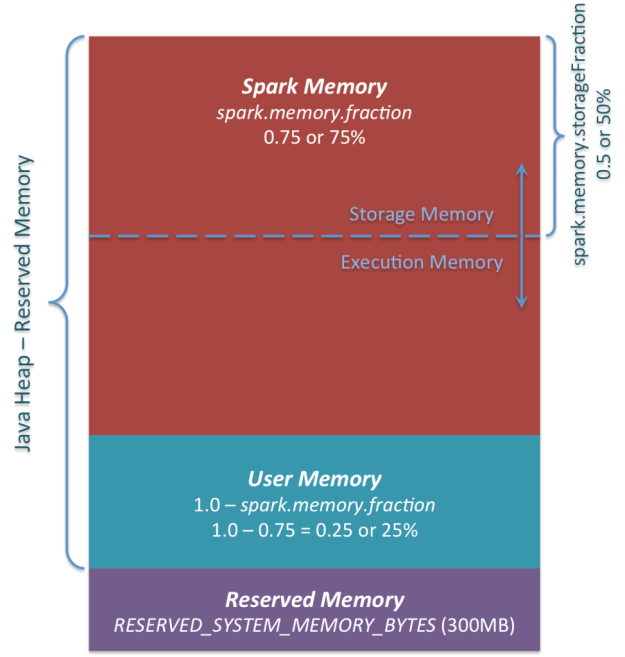 Spark Memory
spark.memory.fraction
0.75 or 75%
Storage Memory
Execution Memory
User Memory
1.0 – spark.memory.fraction
1.0 – 0.75 = 0.25 or 25%
Reserved Memory
RESERVED_SYSTEM_MEMORY_BYTES (300MB)
Java Heap – Reserved Memory
spark.memory.storageFraction
0.5 or 50%